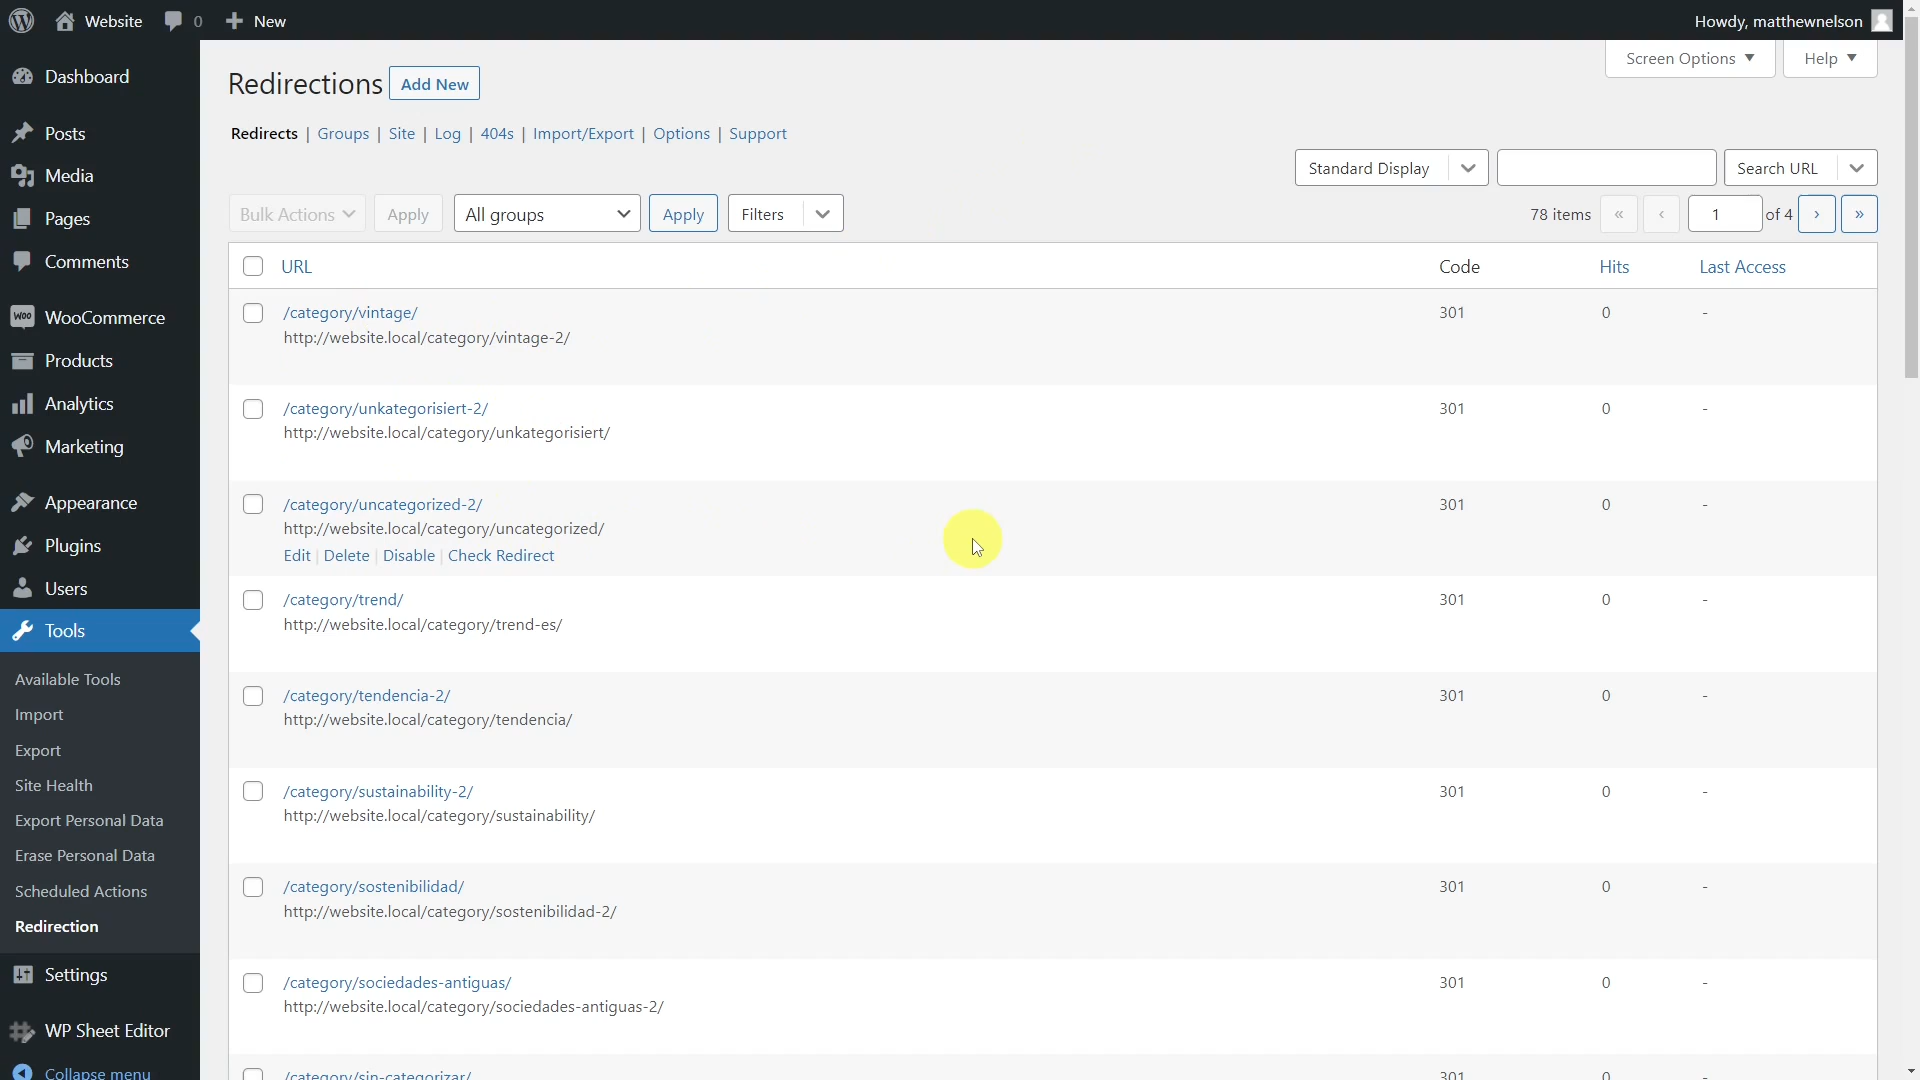 Website 0 New Howdy, matthewnelson
Screen Options Help
Dashboard
Posts
Media
Pages
Comments
WooCommerce
Products
Analytics
Marketing
Appearance
Plugins
Users
Tools
Available Tools
Import
Export
Site Health
Export Personal Data
Erase Personal Data
Scheduled Actions
Redirection
Settings
WP Sheet Editor
Collapse menu
Redirections Add New
Redirects | Groups | Site | Log | 404s | Import/Export | Options | Support
Standard Display Search URL
Bulk Actions Apply All groups Apply Filters 78 items « ‹ 1 of 4 › »
URL Code Hits Last Access
/category/vintage/ 301 0 -
http://website.local/category/vintage-2/
/category/unkategorisiert-2/ 301 0 -
http://website.local/category/unkategorisiert/
/category/uncategorized-2/ 301 0 -
http://website.local/category/uncategorized/
Edit | Delete | Disable | Check Redirect
/category/trend/ 301 0 -
http://website.local/category/trend-es/
/category/tendencia-2/ 301 0 -
http://website.local/category/tendencia/
/category/sustainability-2/ 301 0 -
http://website.local/category/sustainability/
/category/sostenibilidad/ 301 0 -
http://website.local/category/sostenibilidad-2/
/category/sociedades-antiguas/ 301 0 -
http://website.local/category/sociedades-antiguas-2/
/category/sin-categorizar/ 301 0 -